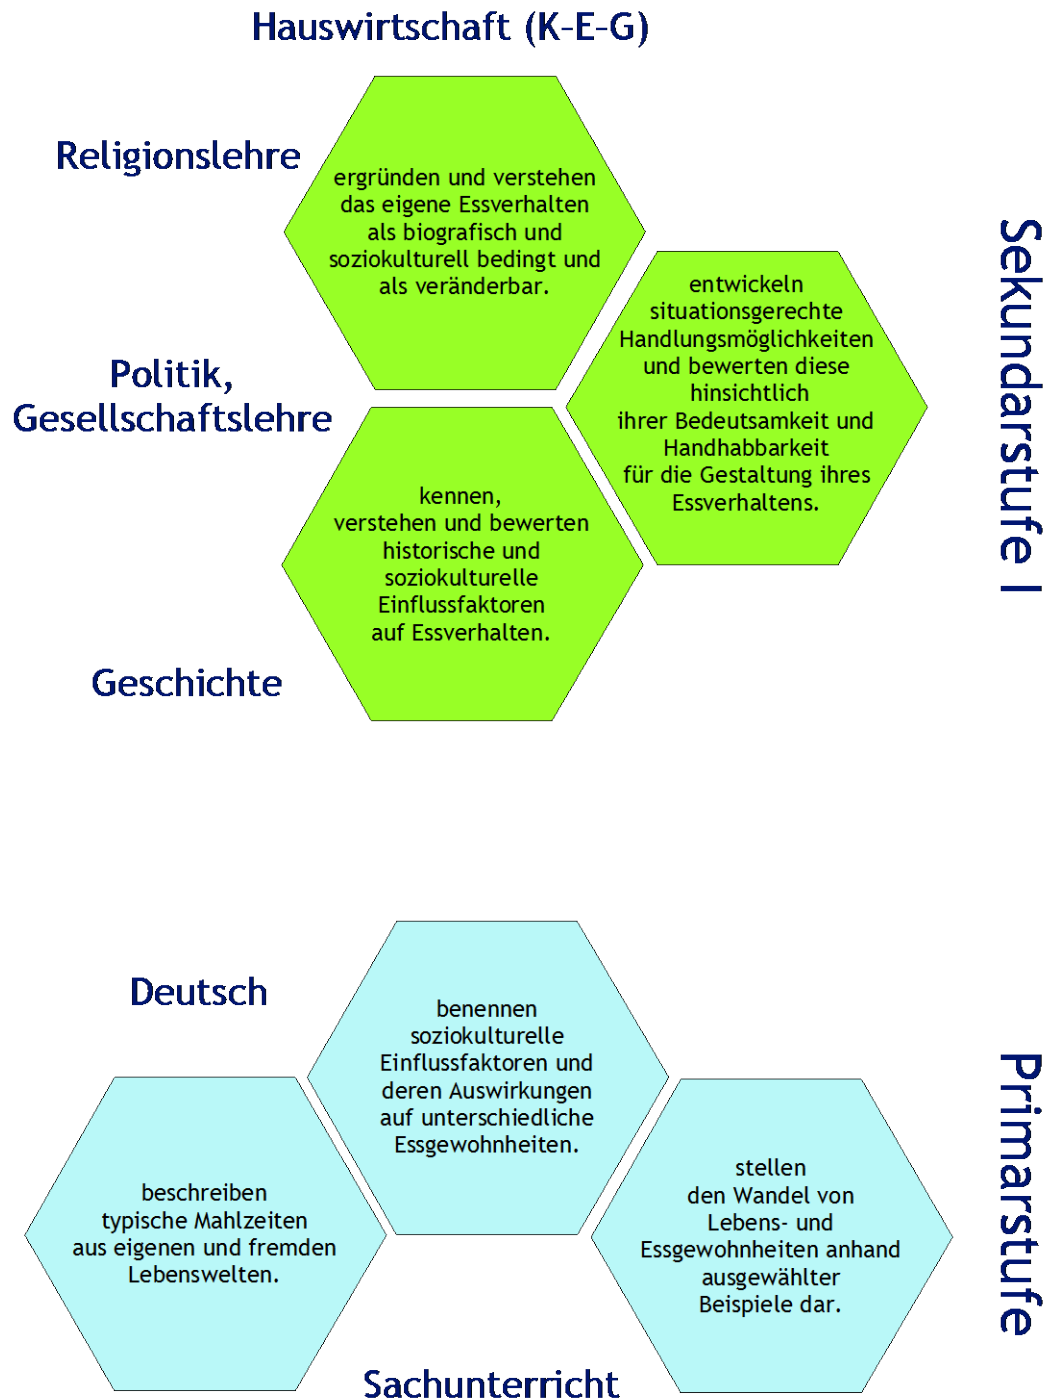 Hauswirtschaft (K-E-G)
Religionslehre
ergründen und verstehen
das eigene Essverhalten
als biografisch und
soziokulturell bedingt und
als veränderbar.
entwickeln
situationsgerechte
Handlungsmöglichkeiten
und bewerten diese
hinsichtlich
ihrer Bedeutsamkeit und
Handhabbarkeit
für die Gestaltung ihres
Essverhaltens.
Sekundarstufe I
Politik,
Gesellschaftslehre
kennen,
verstehen und bewerten
historische und
soziokulturelle
Einflussfaktoren
auf Essverhalten.
Geschichte
Deutsch
benennen
soziokulturelle
Einflussfaktoren und
deren Auswirkungen
auf unterschiedliche
Essgewohnheiten.
Primarstufe
beschreiben
typische Mahlzeiten
aus eigenen und fremden
Lebenswelten.
stellen
den Wandel von
Lebens- und
Essgewohnheiten anhand
ausgewählter
Beispiele dar.
Sachunterricht